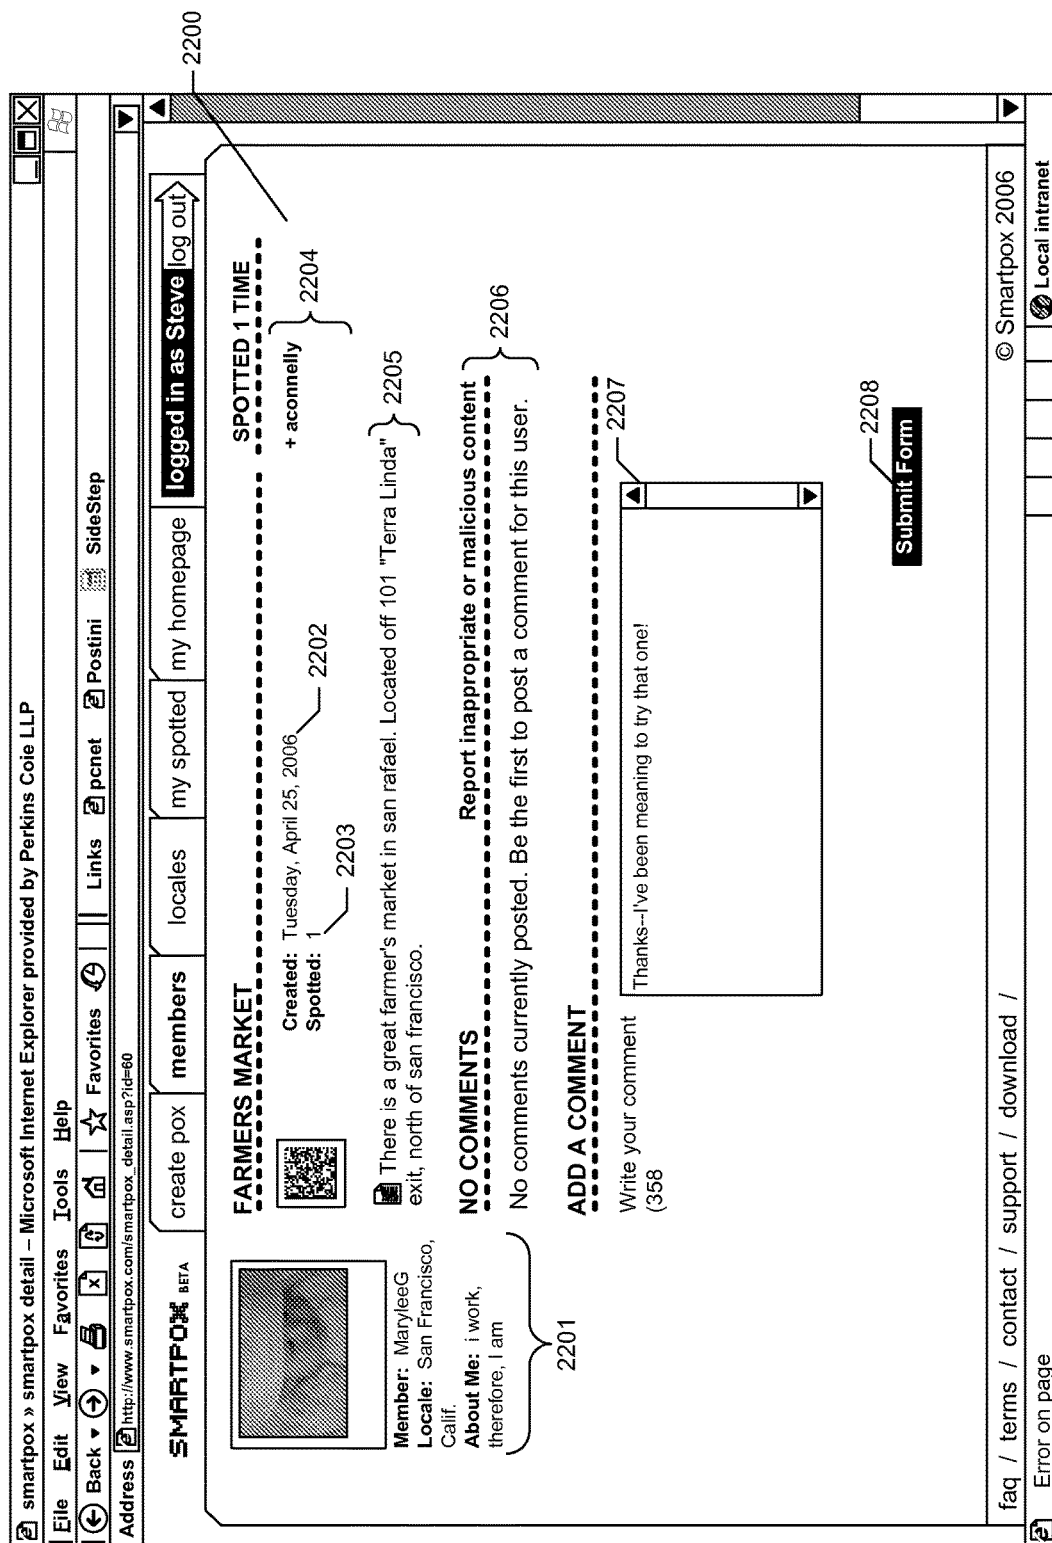 smartpox » smartpox detail – Microsoft Internet Explorer provided by Perkins Coie LLP
File Edit View Favorites Tools Help
Back Favorites Links pcnet Postini SideStep
Address http://www.smartpox.com/smartpox_detail.asp?id=60
SMARTPOX BETA
create pox members locales my spotted my homepage logged in as Steve log out
2200
Member: MaryleeG
Locale: San Francisco,
Calif.
About Me: i work,
therefore, I am
2201
FARMERS MARKET
SPOTTED 1 TIME
Created: Tuesday, April 25, 2006
2202
Spotted: 1
2203
+ aconnelly
2204
There is a great farmer's market in san rafael. Located off 101 "Terra Linda"
exit, north of san francisco.
2205
NO COMMENTS
Report inappropriate or malicious content
No comments currently posted. Be the first to post a comment for this user.
2206
ADD A COMMENT
Write your comment
(358
Thanks--I've been meaning to try that one!
2207
Submit Form
2208
faq / terms / contact / support / download /
© Smartpox 2006
Error on page
Local intranet